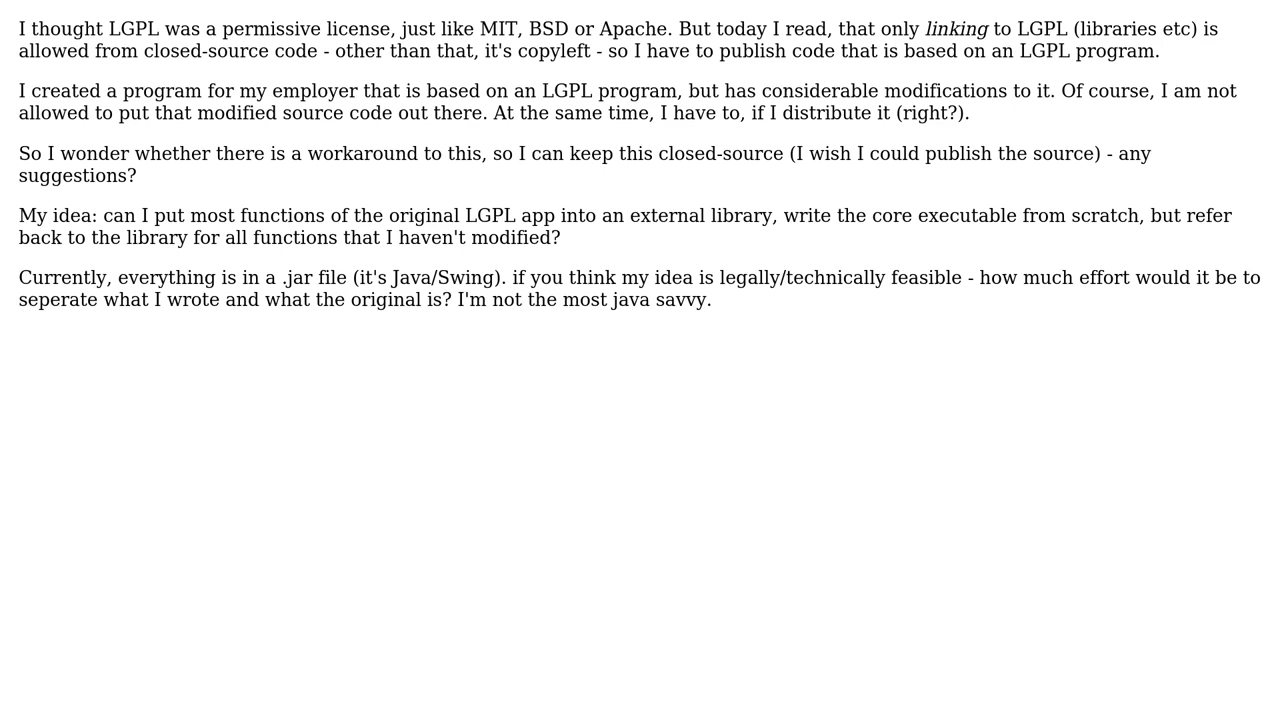 I thought LGPL was a permissive license, just like MIT, BSD or Apache. But today I read, that only linking to LGPL (libraries etc) is
allowed from closed-source code - other than that, it's copyleft - so I have to publish code that is based on an LGPL program.
I created a program for my employer that is based on an LGPL program, but has considerable modifications to it. Of course, I am not
allowed to put that modified source code out there. At the same time, I have to, if I distribute it (right?).
So I wonder whether there is a workaround to this, so I can keep this closed-source (I wish I could publish the source) - any
suggestions?
My idea: can I put most functions of the original LGPL app into an external library, write the core executable from scratch, but refer
back to the library for all functions that I haven't modified?
Currently, everything is in a .jar file (it's Java/Swing). if you think my idea is legally/technically feasible - how much effort would it be to
seperate what I wrote and what the original is? I'm not the most java savvy.